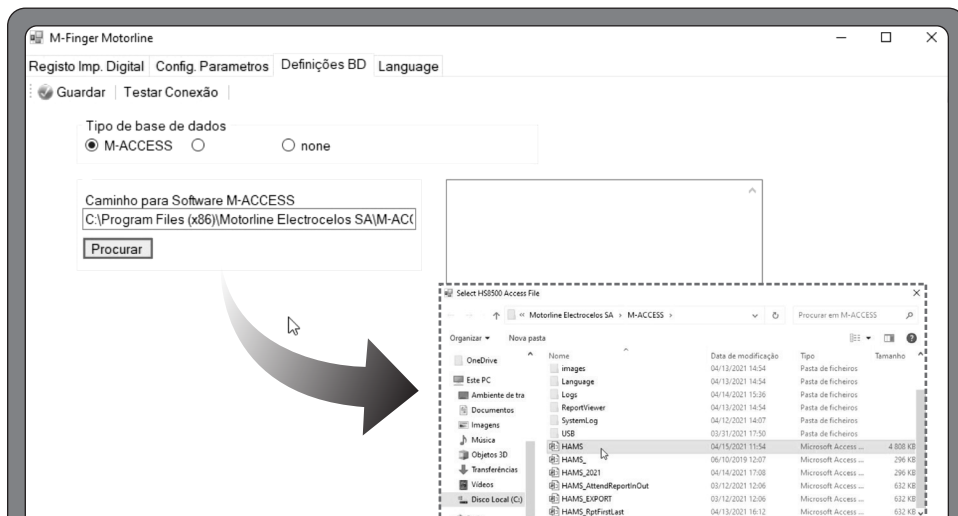 M-Finger Motorline
Registo Imp. Digital Config. Parametros Definições BD Language
Guardar Testar Conexão
Tipo de base de dados
M-ACCESS none
Caminho para Software M-ACCESS
C:\Program Files (x86)\Motorline Electrocelos SA\M-ACC
Procurar
Select HS8500 Access File
« Motorline Electrocelos SA › M-ACCESS › Procurar em M-ACCESS
Organizar Nova pasta
Nome Data de modificação Tipo Tamanho
OneDrive
Este PC
Ambiente de tra
Documentos
Imagens
Música
Objetos 3D
Transferências
Vídeos
Disco Local (C:)
images 04/13/2021 14:54 Pasta de ficheiros
Language 04/13/2021 14:54 Pasta de ficheiros
Logs 04/14/2021 15:36 Pasta de ficheiros
ReportViewer 04/13/2021 14:54 Pasta de ficheiros
SystemLog 04/12/2021 14:07 Pasta de ficheiros
USB 03/31/2021 17:50 Pasta de ficheiros
HAMS 04/15/2021 11:54 Microsoft Access ... 4 808 KB
HAMS_ 06/10/2019 12:07 Microsoft Access ... 296 KB
HAMS_2021 04/14/2021 17:08 Microsoft Access ... 296 KB
HAMS_AttendReportInOut 03/12/2021 12:06 Microsoft Access ... 632 KB
HAMS_EXPORT 03/12/2021 12:06 Microsoft Access ... 632 KB
HAMS_RptFirstLast 04/13/2021 16:12 Microsoft Access ... 632 KB